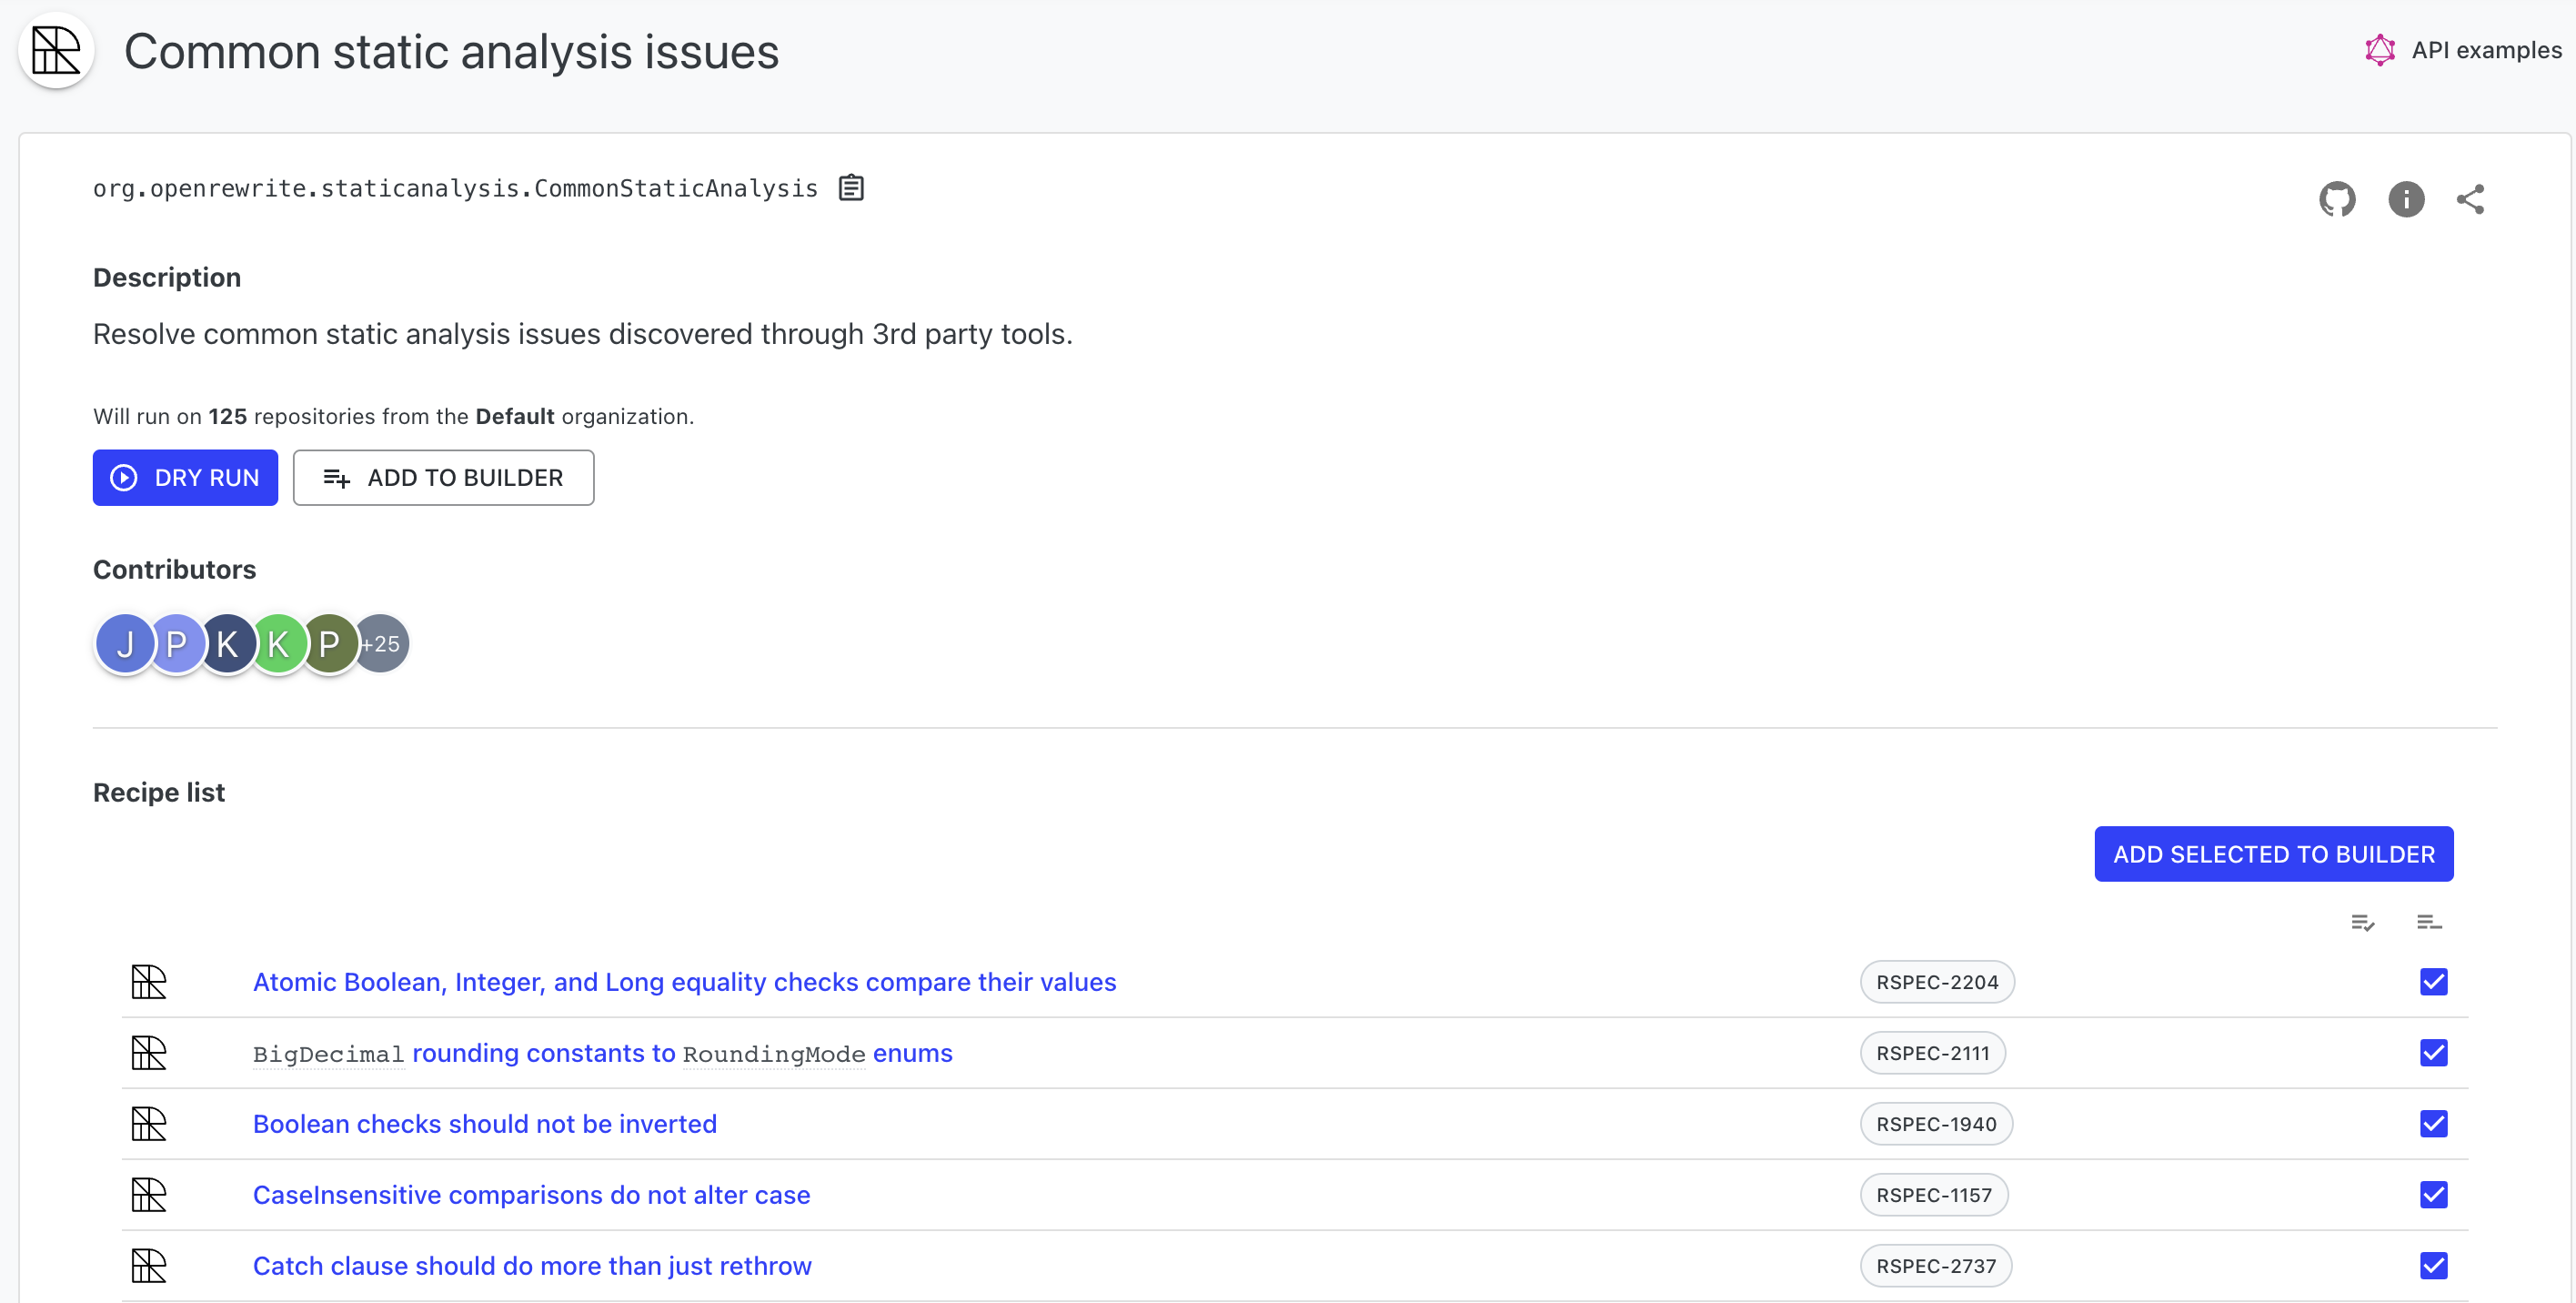 Common static analysis issues
API examples
org.openrewrite.staticanalysis.CommonStaticAnalysis
Description
Resolve common static analysis issues discovered through 3rd party tools.
Will run on 125 repositories from the Default organization.
DRY RUN
ADD TO BUILDER
Contributors
J P K K P +25
Recipe list
ADD SELECTED TO BUILDER
Atomic Boolean, Integer, and Long equality checks compare their values RSPEC-2204
BigDecimal rounding constants to RoundingMode enums RSPEC-2111
Boolean checks should not be inverted RSPEC-1940
CaseInsensitive comparisons do not alter case RSPEC-1157
Catch clause should do more than just rethrow RSPEC-2737